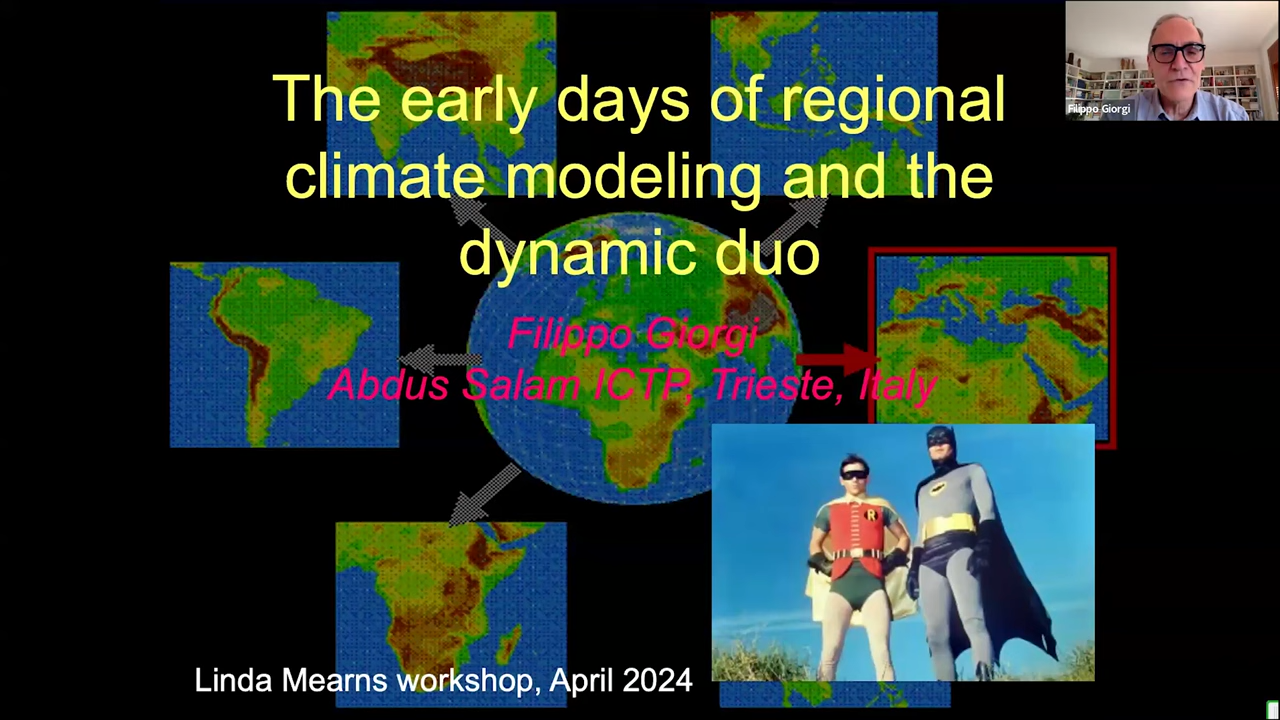 The early days of regional
climate modeling and the
dynamic duo
Filippo Giorgi
Abdus Salam ICTP, Trieste, Italy
Linda Mearns workshop, April 2024
Filippo Giorgi
R